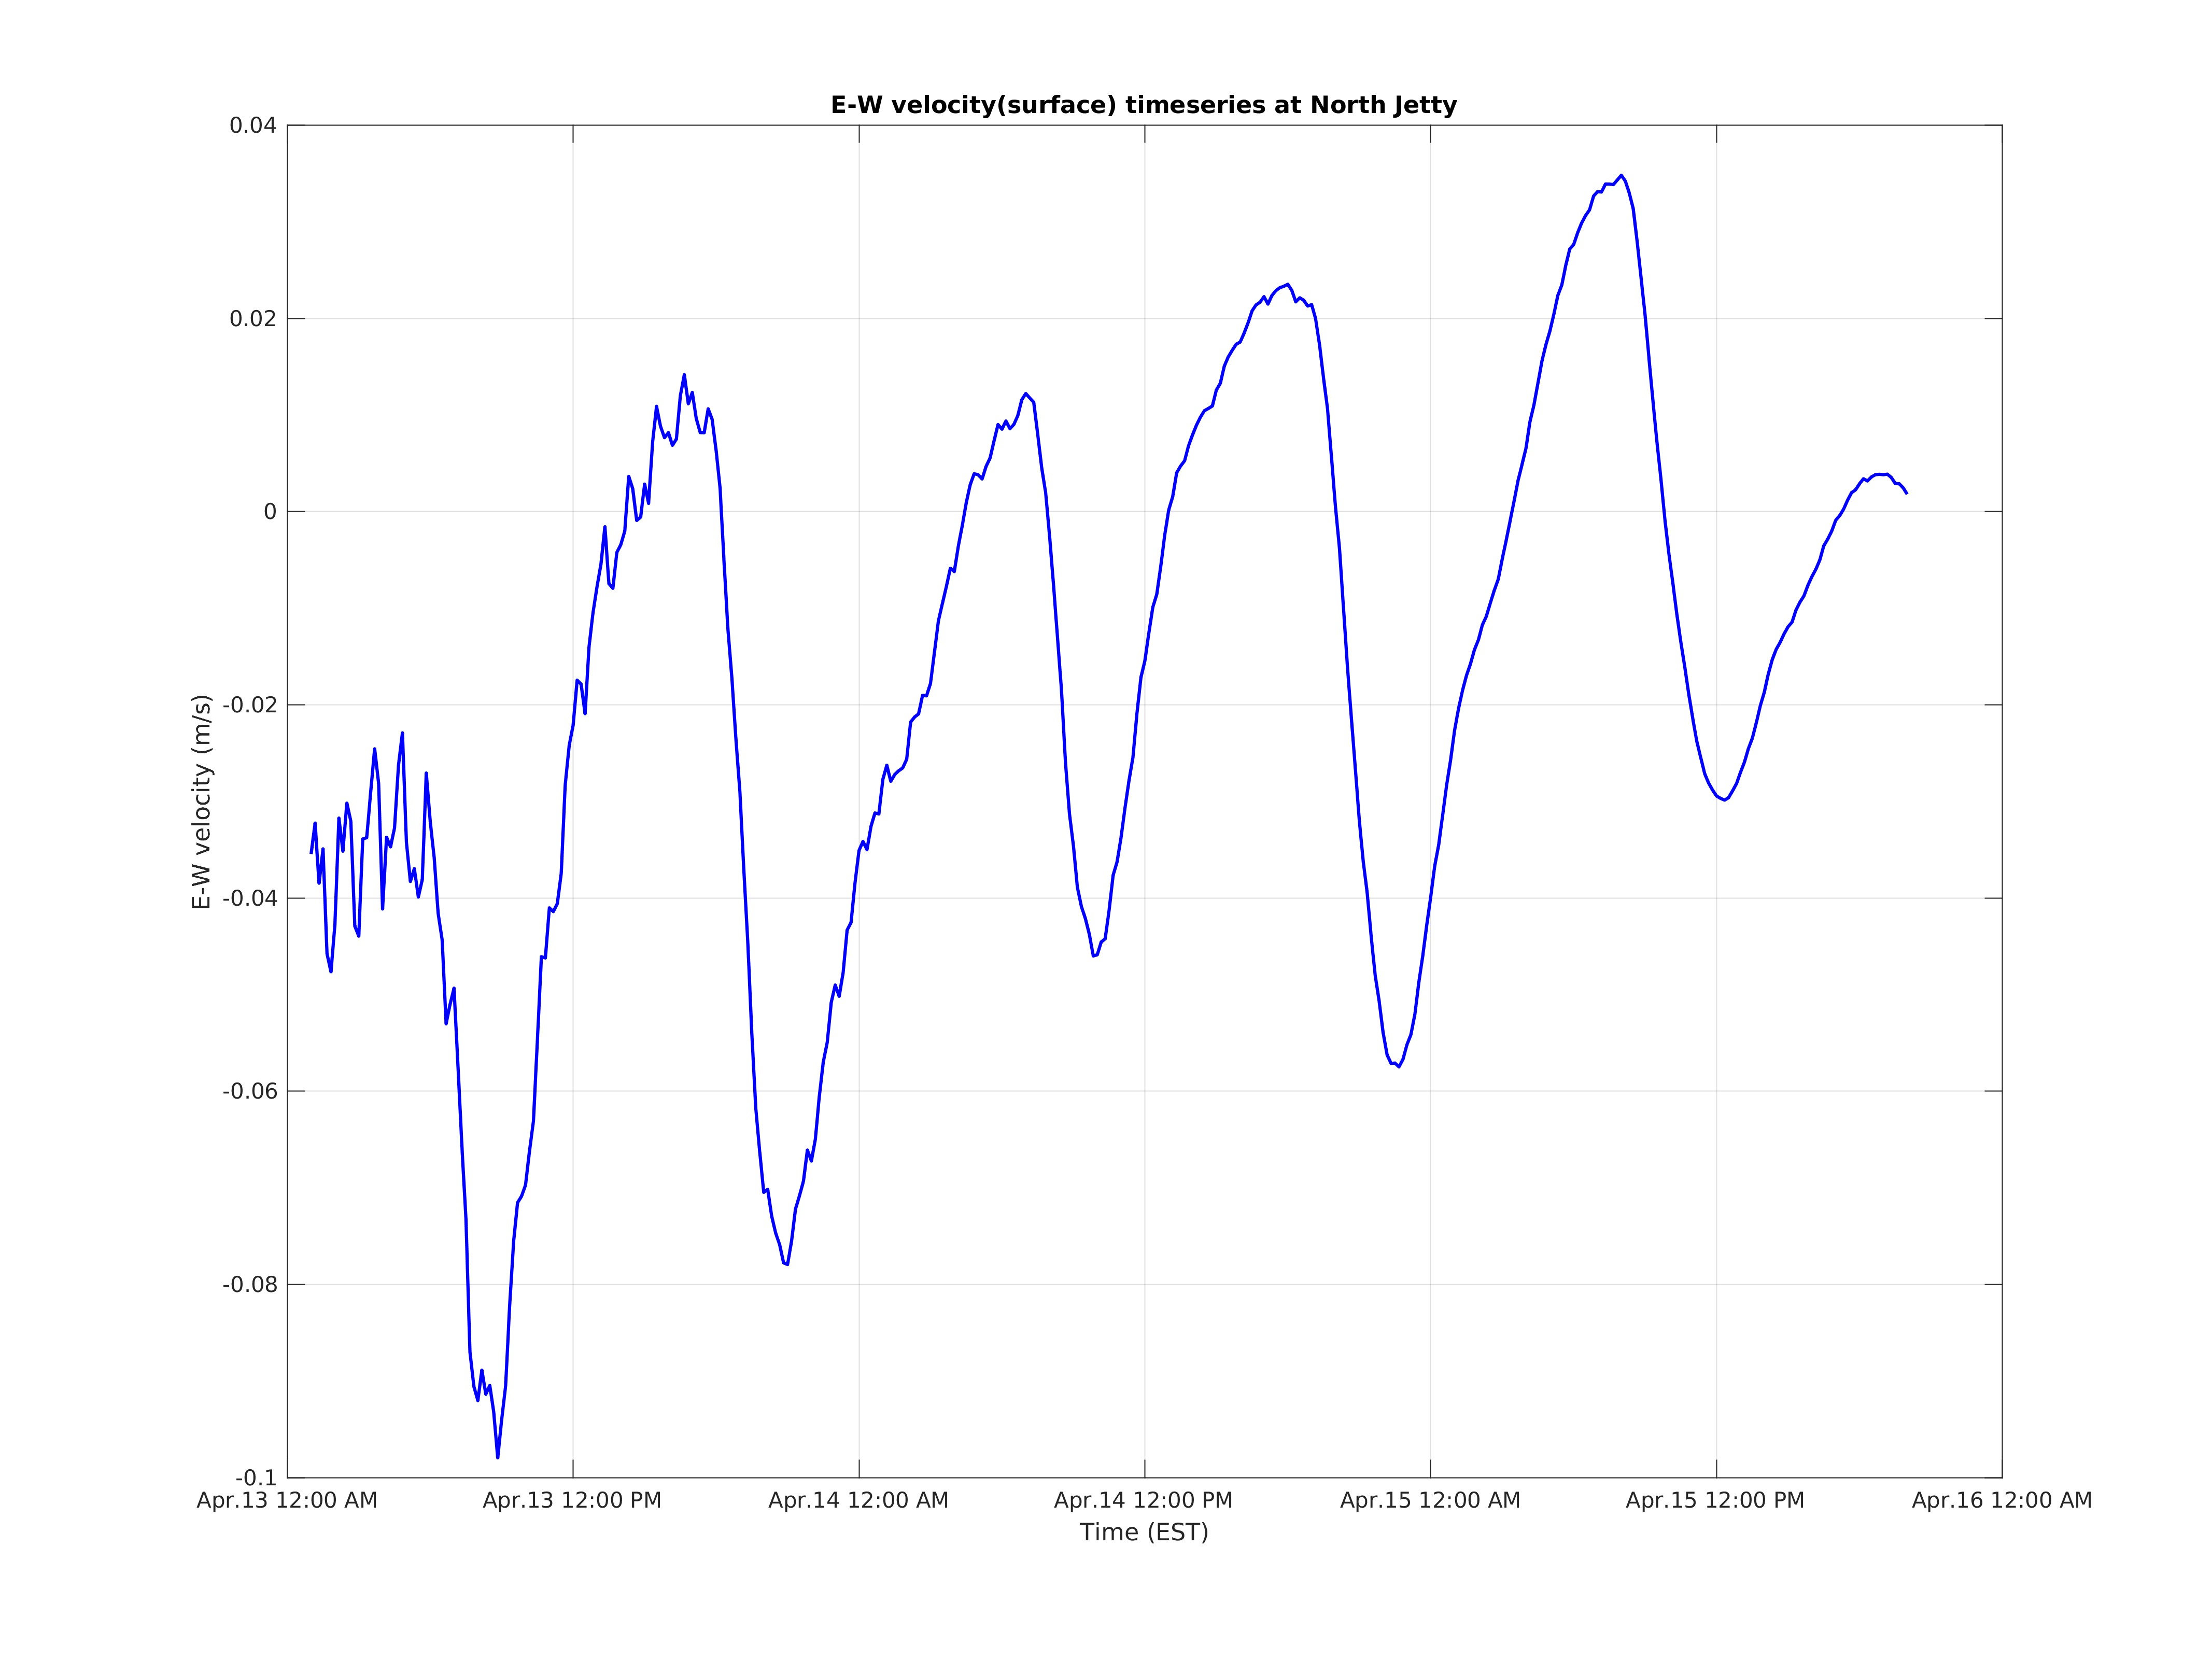 E-W velocity(surface) timeseries at North Jetty
0.04
0.02
0
-0.02
-0.04
-0.06
-0.08
-0.1
E-W velocity (m/s)
Apr.13 12:00 AM
Apr.13 12:00 PM
Apr.14 12:00 AM
Apr.14 12:00 PM
Apr.15 12:00 AM
Apr.15 12:00 PM
Apr.16 12:00 AM
Time (EST)